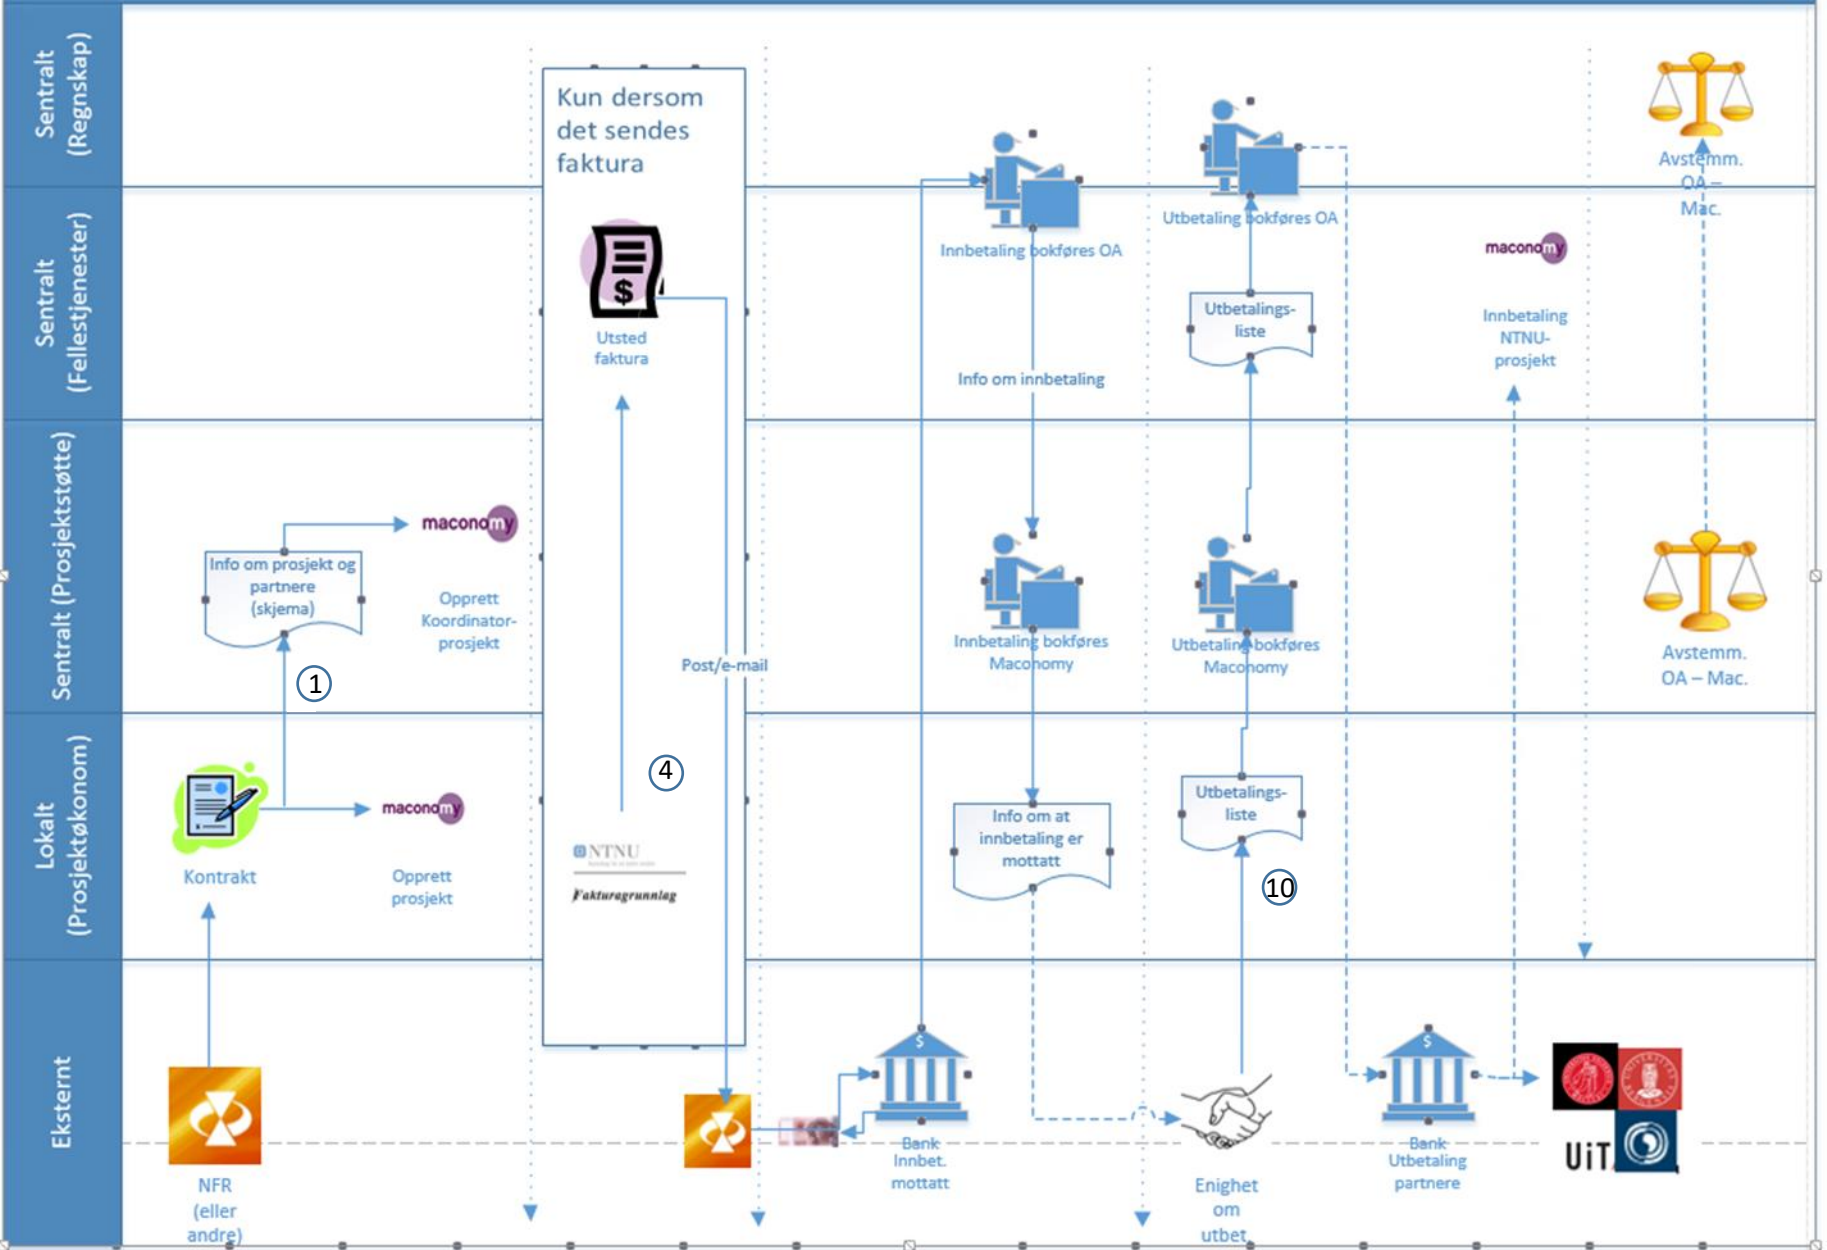 Sentralt
(Regnskap)
Kun dersom
det sendes
faktura
Avstemm.
OA –
Mac.
Innbetaling bokføres OA
Utbetaling bokføres OA
Sentralt
(Fellestjenester)
$
Utsted
faktura
Utbetalings-
liste
Info om innbetaling
maconomy
Innbetaling
NTNU-
prosjekt
Sentralt (Prosjektstøtte)
Info om prosjekt og
partnere
(skjema)
maconomy
Opprett
Koordinator-
prosjekt
1
Post/e-mail
Innbetaling bokføres
Maconomy
Utbetaling bokføres
Maconomy
Avstemm.
OA – Mac.
Lokalt
(Prosjektøkonom)
Kontrakt
maconomy
Opprett
prosjekt
4
NTNU
Fakturagrunnlag
Info om at
innbetaling er
mottatt
Utbetalings-
liste
10
Eksternt
NFR
(eller
andre)
$
Bank
Innbet.
mottatt
Enighet
om
utbet.
$
Bank
Utbetaling
partnere
UiT